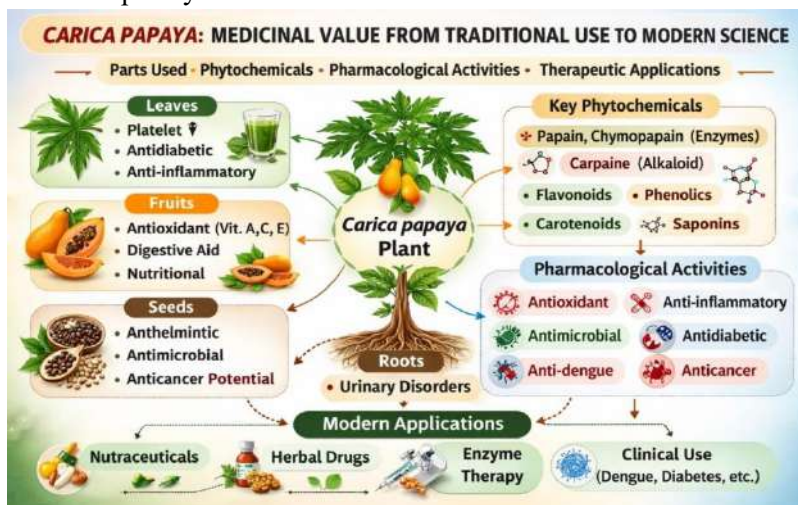 CARICA PAPAYA: MEDICINAL VALUE FROM TRADITIONAL USE TO MODERN SCIENCE
Parts Used · Phytochemicals · Pharmacological Activities · Therapeutic Applications
Leaves
• Platelet
• Antidiabetic
• Anti-inflammatory
Fruits
• Antioxidant (Vit. A,C, E)
• Digestive Aid
• Nutritional
Seeds
• Anthelmintic
• Antimicrobial
• Anticancer Potential
Carica papaya
Plant
Roots
• Urinary Disorders
Key Phytochemicals
Papain, Chymopapain (Enzymes)
Carpaine (Alkaloid)
• Flavonoids • Phenolics
• Carotenoids Saponins
Pharmacological Activities
Antioxidant Anti-inflammatory
Antimicrobial Antidiabetic
Anti-dengue Anticancer
Modern Applications
Nutraceuticals
Herbal Drugs
Enzyme
Therapy
Clinical Use
(Dengue, Diabetes, etc.)